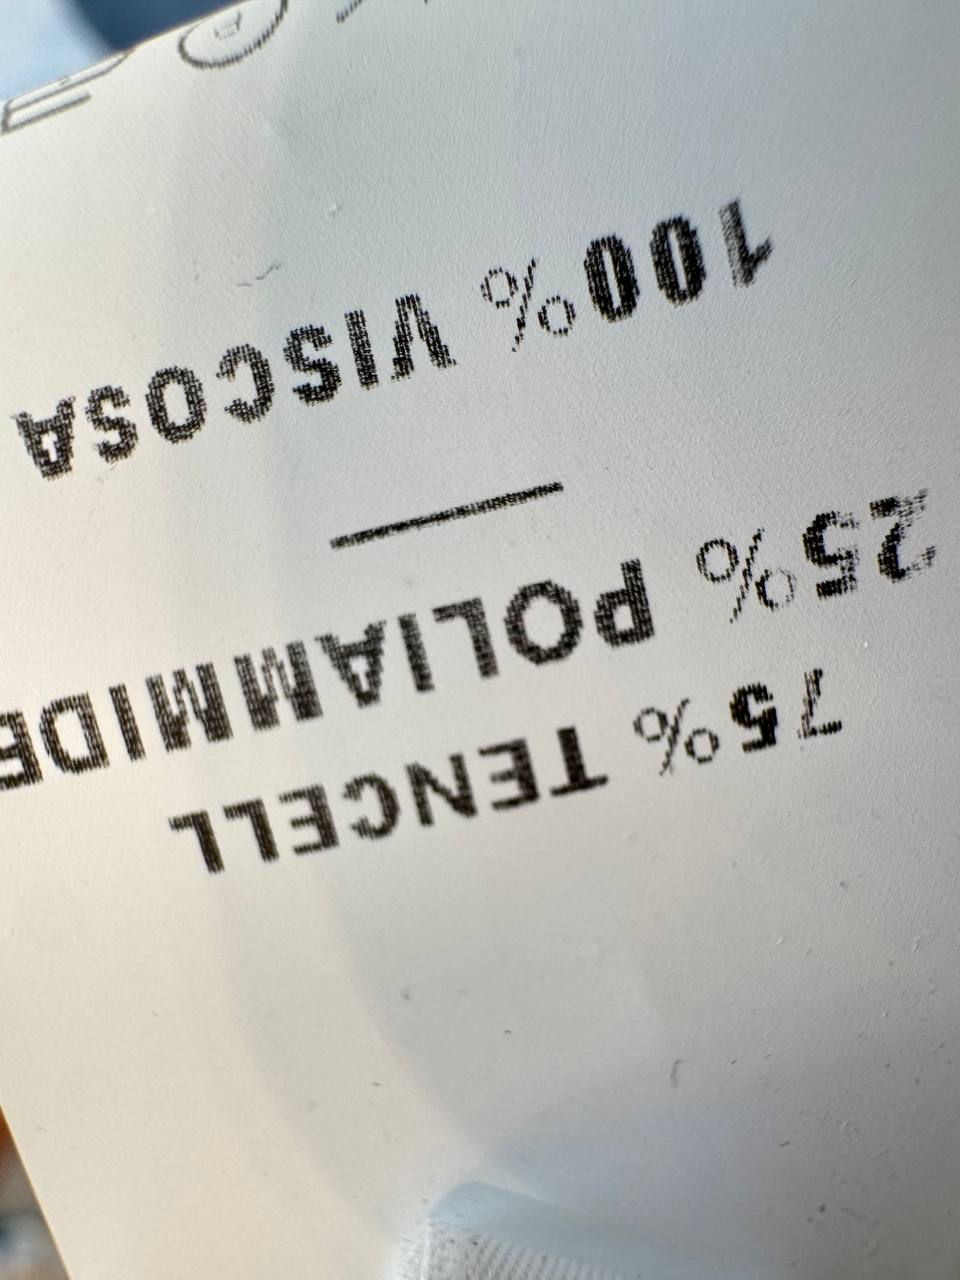 75% TENCELL
25% POLIAMMIDE
100% VISCOSA